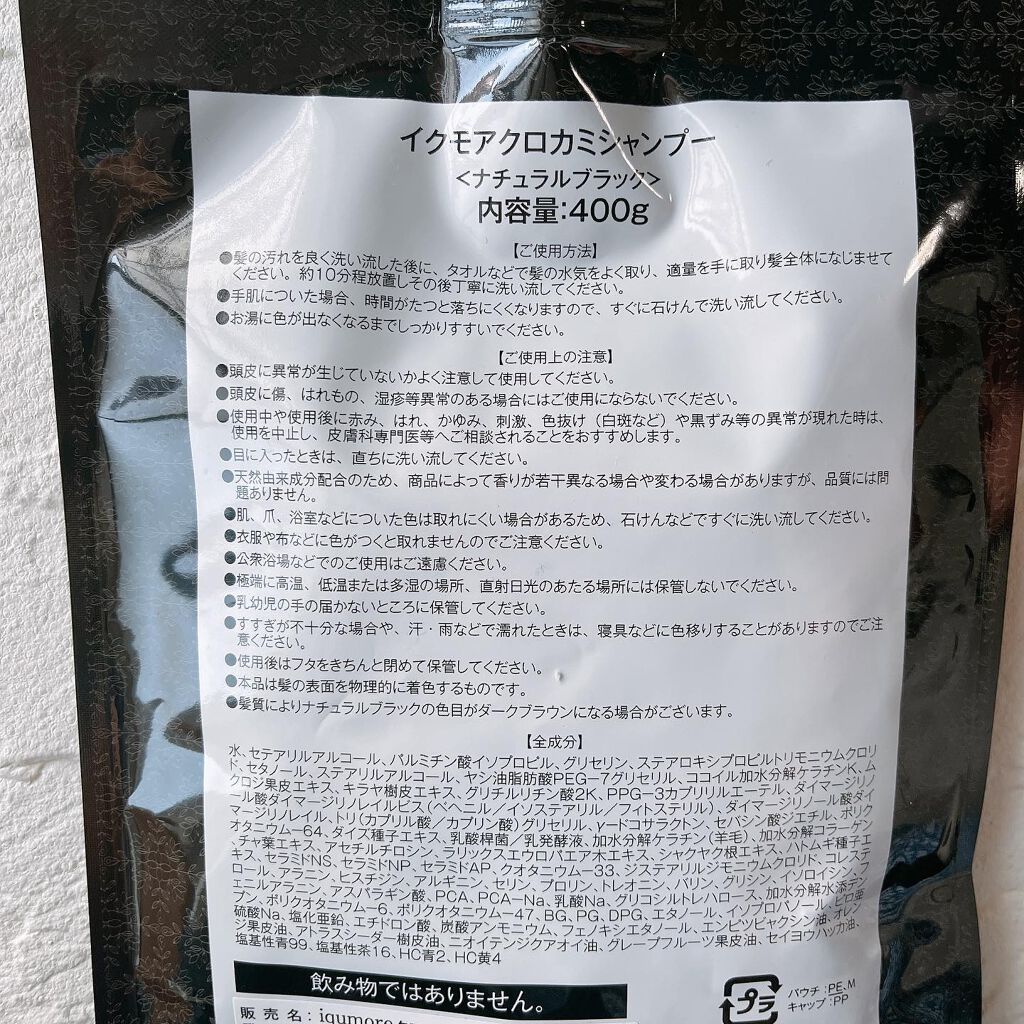 イクモアクロカミシャンプー
<ナチュラルブラック>
内容量:400g
【ご使用方法】
●髪の汚れを良く洗い流した後に、タオルなどで髪の水気をよく取り、適量を手に取り髪全体になじませて
ください。約10分程放置しその後丁寧に洗い流してください。
●手肌についた場合、時間がたつと落ちにくくなりますので、すぐに石けんで洗い流してください。
●お湯に色が出なくなるまでしっかりすすいでください。
【ご使用上の注意】
●頭皮に異常が生じていないかよく注意して使用してください。
●頭皮に傷、はれもの、湿疹等異常のある場合にはご使用にならないでください。
●使用中や使用後に赤み、はれ、かゆみ、刺激、色抜け（白斑など）や黒ずみ等の異常が現れた時は、
使用を中止し、皮膚科専門医等へご相談されることをおすすめします。
●目に入ったときは、直ちに洗い流してください。
●天然由来成分配合のため、商品によって香りが若干異なる場合や変わる場合がありますが、品質には問
題ありません。
●肌、爪、浴室などについた色は取れにくい場合があるため、石けんなどですぐに洗い流してください。
●衣服や布などに色がつくと取れませんのでご注意ください。
●公衆浴場などでのご使用はご遠慮ください。
●極端に高温、低温または多湿の場所、直射日光のあたる場所には保管しないでください。
●乳幼児の手の届かないところに保管してください。
●すすぎが不十分な場合や、汗・雨などで濡れたときは、寝具などに色移りすることがありますのでご注
意ください。
●使用後はフタをきちんと閉めて保管してください。
●本品は髪の表面を物理的に着色するものです。
●髪質によりナチュラルブラックの色目がダークブラウンになる場合がございます。
【全成分】
水、セテアリルアルコール、パルミチン酸イソプロピル、グリセリン、ステアロキシプロピルトリモニウムクロリ
ド、セタノール、ステアリルアルコール、ヤシ油脂肪酸PEG-7グリセリル、ココイル加水分解ケラチンK、ム
クロジ果皮エキス、キラヤ樹皮エキス、グリチルリチン酸2K、PPG-3カプリリルエーテル、ダイマージリノ
ール酸ダイマージリノレイルビス(ベヘニル/イソステアリル/フィトステリル)、ダイマージリノール酸ダイ
マージリノレイル、トリ(カプリル酸/カプリン酸)グリセリル、γ-ドコサラクトン、セバシン酸ジエチル、ポリク
オタニウム-64、ダイズ種子エキス、乳酸桿菌/乳発酵液、加水分解ケラチン(羊毛)、加水分解コラーゲン
、チャ葉エキス、アセチルチロシン、ラリックスエウロパエア木エキス、シャクヤク根エキス、ハトムギ種子エ
キス、セラミドNS、セラミドNP、セラミドAP、クオタニウム-33、ジステアリルジモニウムクロリド、コレステ
ロール、アラニン、ヒスチジン、アルギニン、セリン、プロリン、トレオニン、バリン、グリシン、イソロイシン、フ
ェニルアラニン、アスパラギン酸、PCA、PCA-Na、乳酸Na、グリコシルトレハロース、加水分解水添デン
プン、ポリクオタニウム-6、ポリクオタニウム-47、BG、PG、DPG、エタノール、イソプロパノール、ピロ亜
硫酸Na、塩化亜鉛、エチドロン酸、炭酸アンモニウム、フェノキシエタノール、エンピツビャクシン油、オレン
ジ果皮油、アトラスシーダー樹皮油、ニオイテンジクアオイ油、グレープフルーツ果皮油、セイヨウハッカ油、
塩基性青99、塩基性茶16、HC青2、HC黄4
飲み物ではありません。
プラ
パウチ:PE、M
キャップ:PP
販 売 名: iqumore